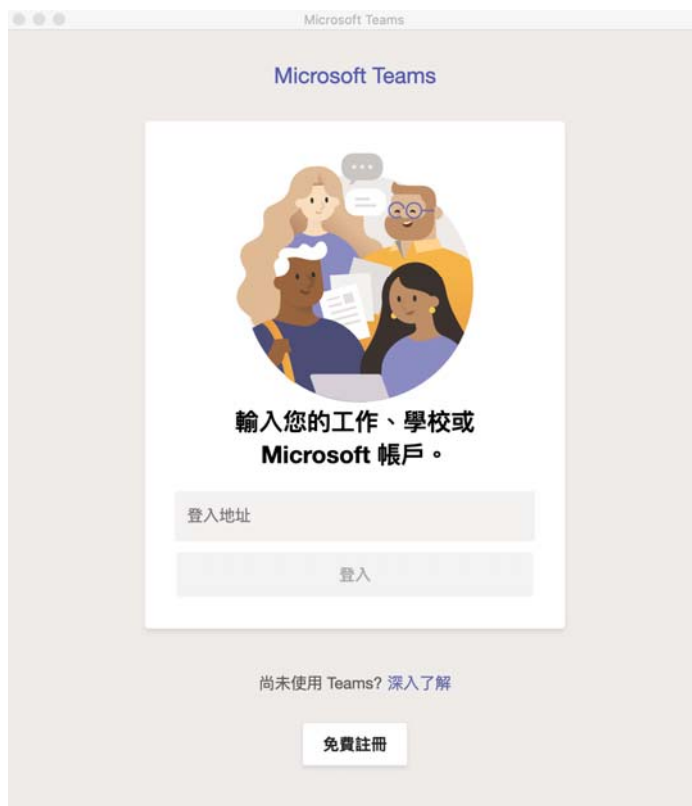 Microsoft Teams
Microsoft Teams
輸入您的工作、學校或
Microsoft 帳戶。
登入地址
登入
尚未使用 Teams? 深入了解
免費註冊